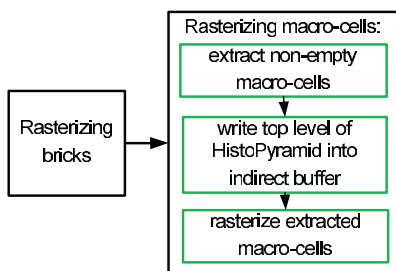 Rasterizing macro-cells:
extract non-empty
macro-cells
Rasterizing
bricks
write top level of
HistoPyramid into
indirect buffer
rasterize extracted
macro-cells